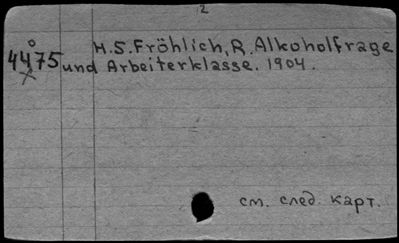 2
H.S. Fröhlich, R. Alkoholfrage
4475 und Arbeiterklasse. 1904.
см. след. карт.